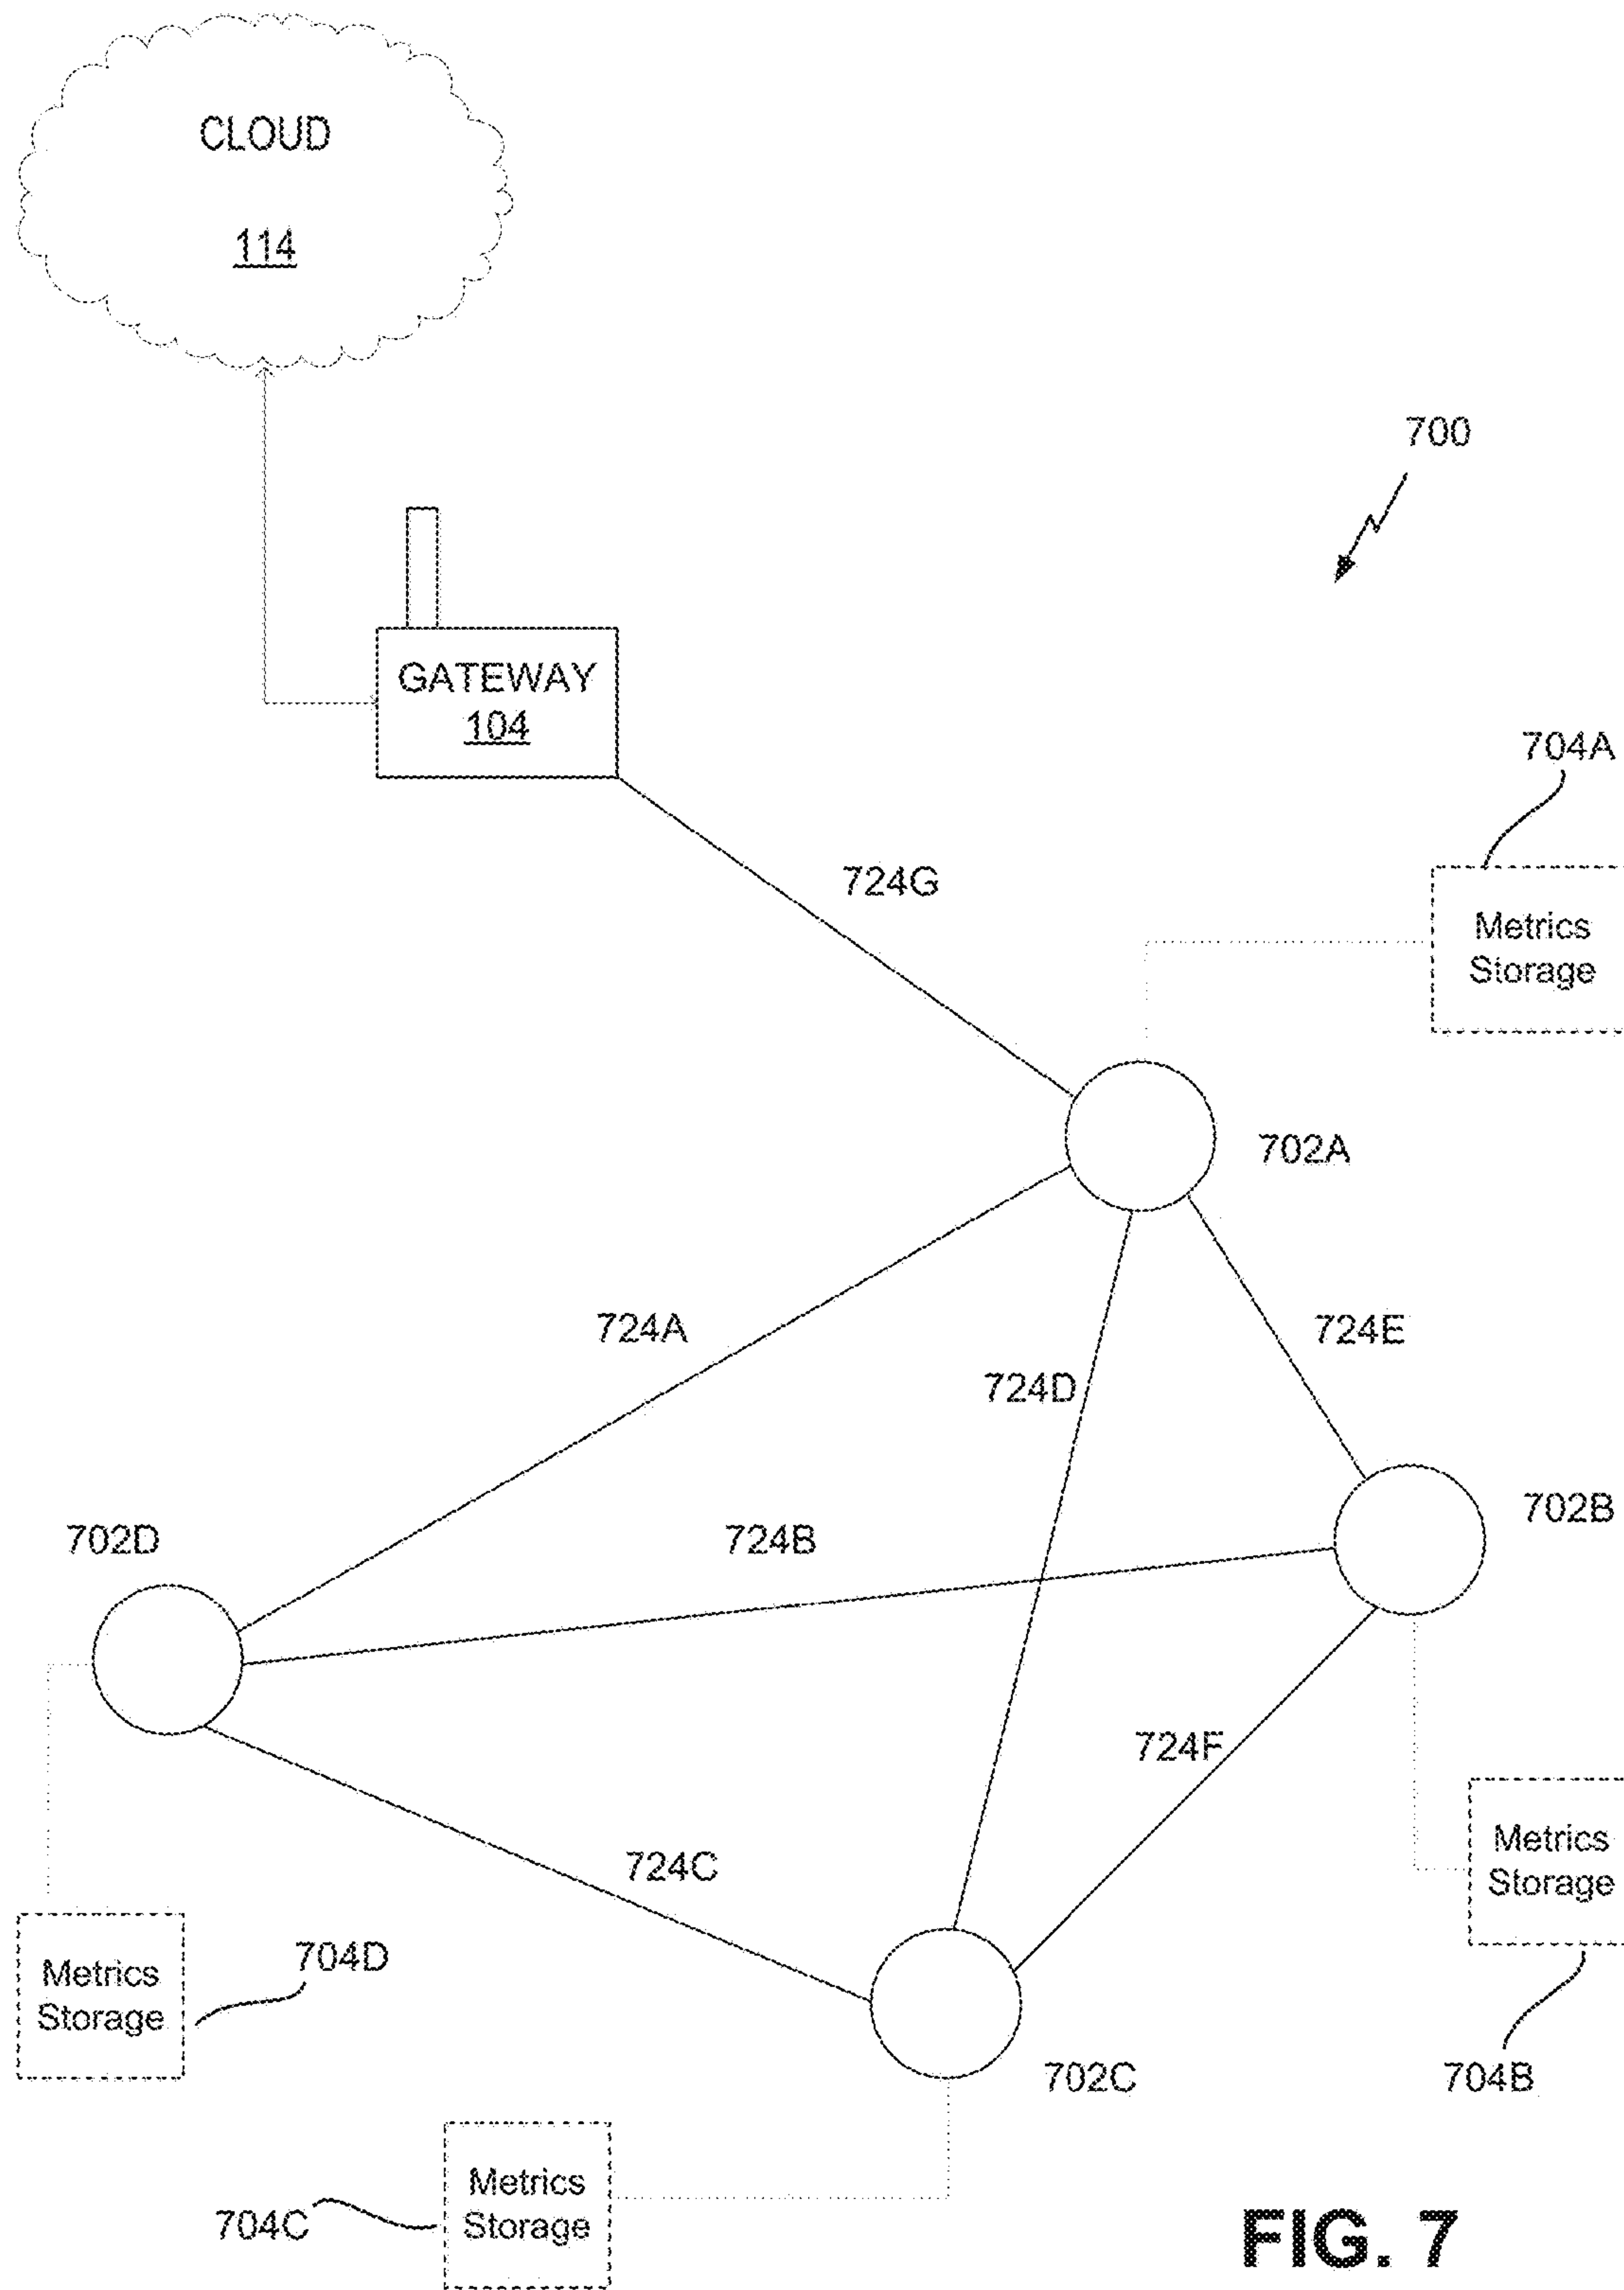 CLOUD
114
700
GATEWAY
104
704A
724G
Metrics
Storage
702A
724A
724E
724D
702B
702D
724B
724F
Metrics
Storage
724C
704D
Metrics
Storage
702C
704B
Metrics
Storage
704C
FIG. 7